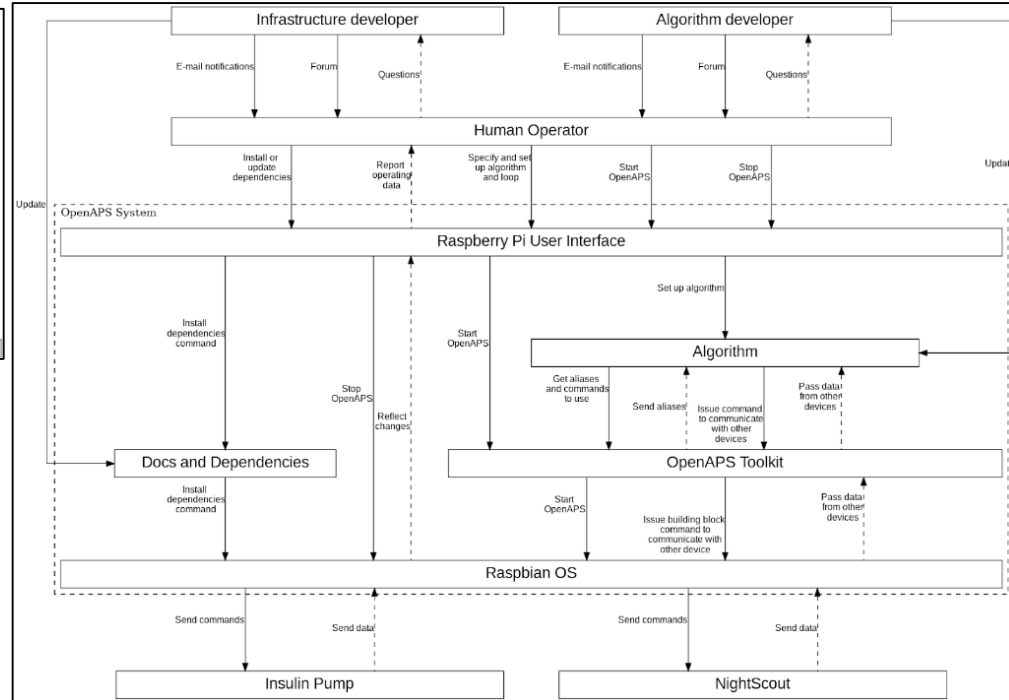 Infrastructure developer
Algorithm developer
E-mail notifications
Forum
Questions
E-mail notifications
Forum
Questions
Human Operator
Install or
update
dependencies
Report
operating
data
Specify and set
up algorithm
and loop
Start
OpenAPS
Stop
OpenAPS
Updat
Update
OpenAPS System
Raspberry Pi User Interface
Set up algorithm
Install
dependencies
command
Start
OpenAPS
Algorithm
Stop
OpenAPS
Reflect
changes
Get aliases
and commands
to use
Send aliases
Issue command
to communicate
with other
devices
Pass data
from other
devices
Docs and Dependencies
OpenAPS Toolkit
Install
dependencies
command
Start
OpenAPS
Issue building block
command to
communicate with
other device
Pass data
from other
devices
Raspbian OS
Send commands
Send data
Send commands
Send data
Insulin Pump
NightScout